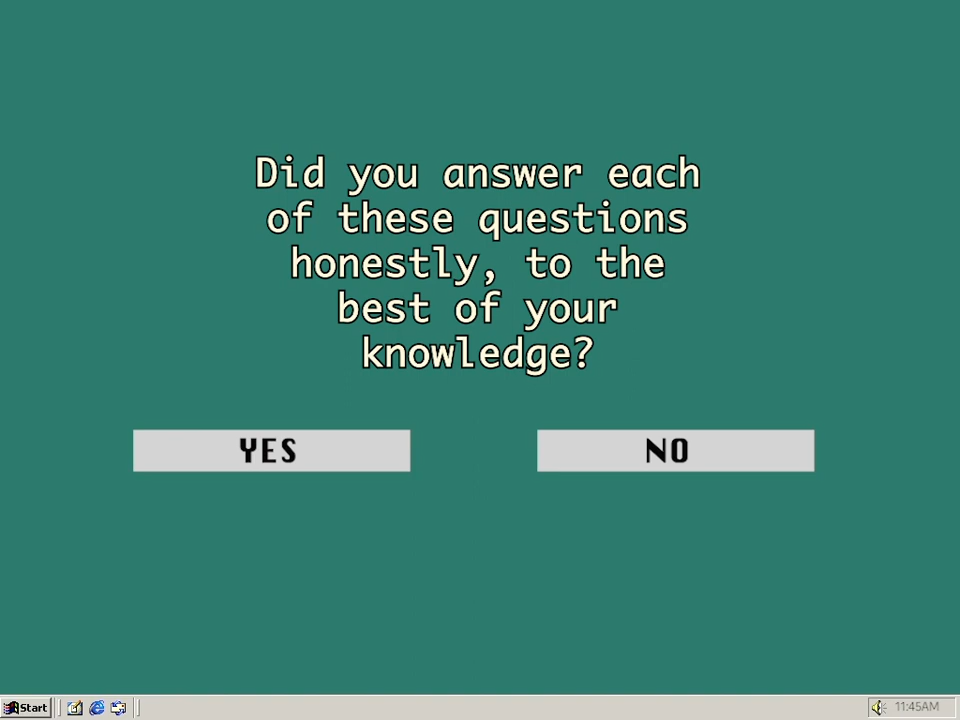 Did you answer each
of these questions
honestly, to the
best of your
knowledge?
YES
NO
Start
11:45AM